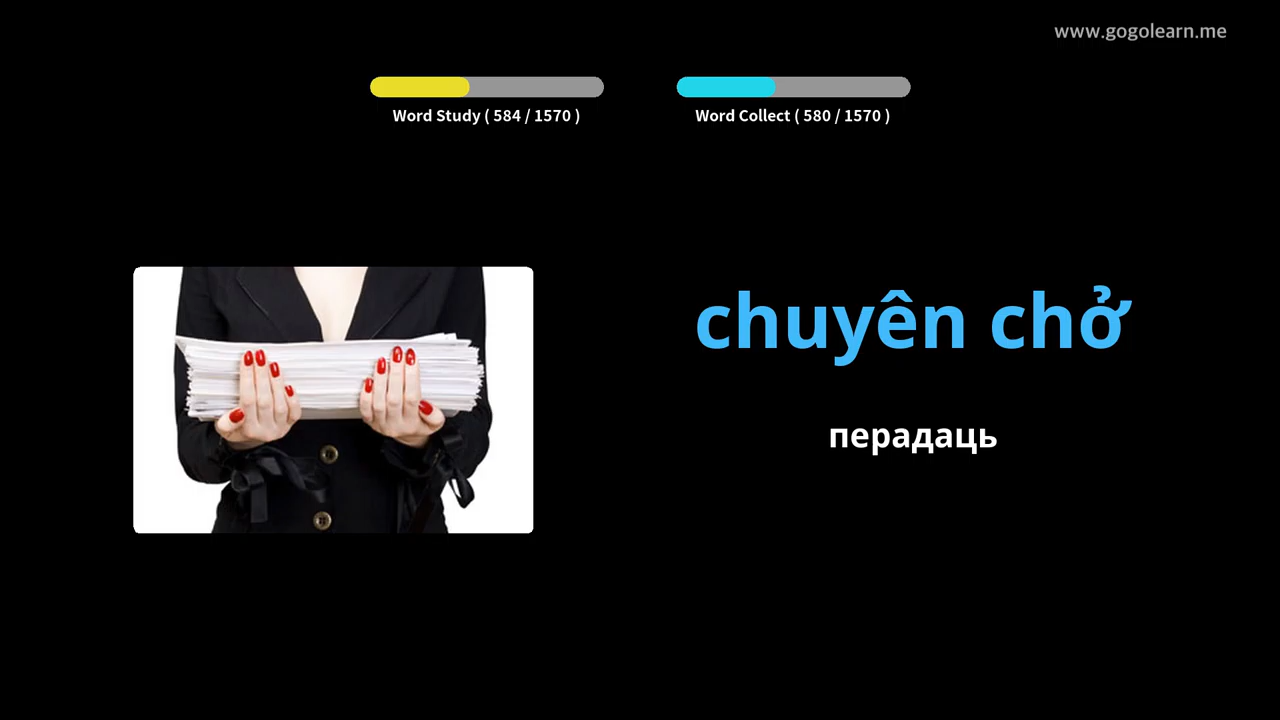 www.gogolearn.me
Word Study ( 584 / 1570 )
Word Collect ( 580 / 1570 )
chuyên chở
перадаць